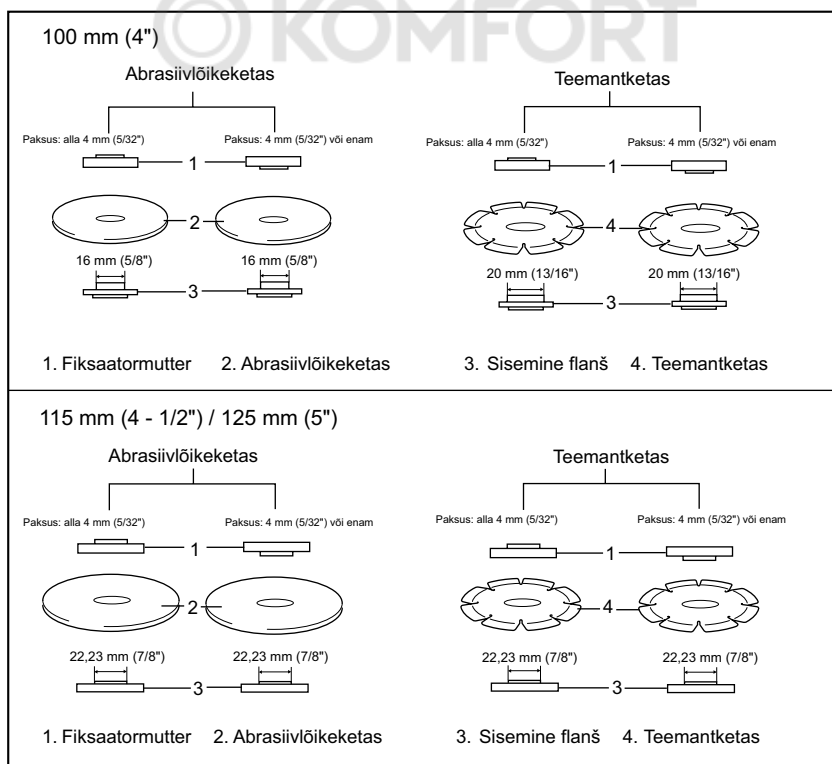 KOMFORT
100 mm (4")
Abrasiivlõikeketas
Teemantketas
Paksus: alla 4 mm (5/32")
Paksus: 4 mm (5/32") või enam
Paksus: alla 4 mm (5/32")
Paksus: 4 mm (5/32") või enam
1
1
2
4
16 mm (5/8")
16 mm (5/8")
20 mm (13/16")
20 mm (13/16")
3
3
1. Fiksaatormutter 2. Abrasiivlõikeketas 3. Sisemine flanš 4. Teemantketas
115 mm (4 - 1/2") / 125 mm (5")
Abrasiivlõikeketas
Teemantketas
Paksus: alla 4 mm (5/32")
Paksus: 4 mm (5/32") või enam
Paksus: alla 4 mm (5/32")
Paksus: 4 mm (5/32") või enam
1
1
2
4
22,23 mm (7/8")
22,23 mm (7/8")
22,23 mm (7/8")
22,23 mm (7/8")
3
3
1. Fiksaatormutter 2. Abrasiivlõikeketas 3. Sisemine flanš 4. Teemantketas